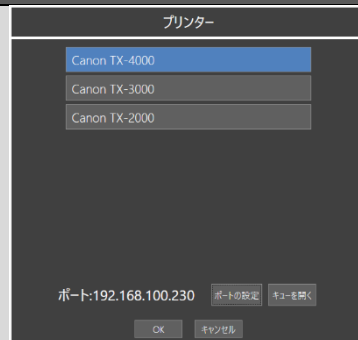 プリンター
Canon TX-4000
Canon TX-3000
Canon TX-2000
ポート:192.168.100.230 ポートの設定 キューを開く
OK キャンセル